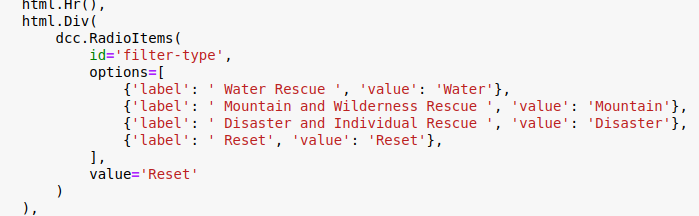 html.Hr(),
html.Div(
    dcc.RadioItems(
        id='filter-type',
        options=[
            {'label': ' Water Rescue ', 'value': 'Water'},
            {'label': ' Mountain and Wilderness Rescue ', 'value': 'Mountain'},
            {'label': ' Disaster and Individual Rescue ', 'value': 'Disaster'},
            {'label': ' Reset', 'value': 'Reset'},
        ],
        value='Reset'
    )
),